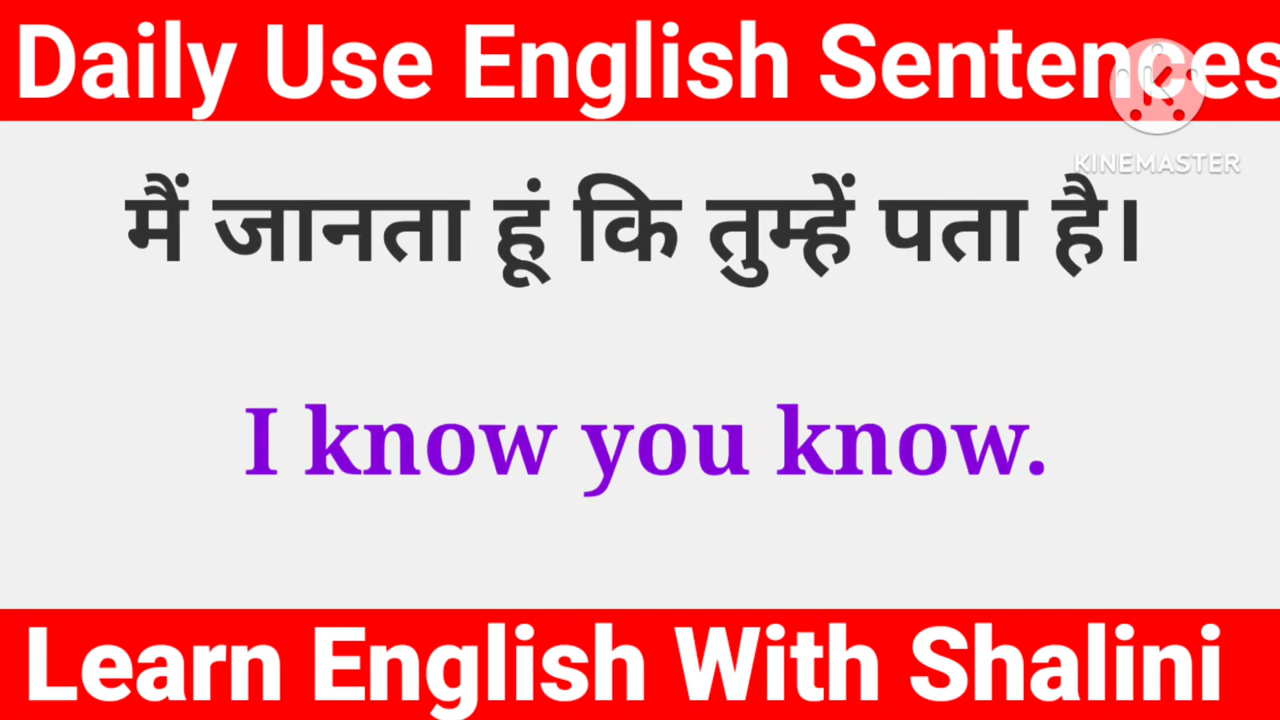 Daily Use English Sentences
KINEMASTER
मैं जानता हूं कि तुम्हें पता है।
I know you know.
Learn English With Shalini